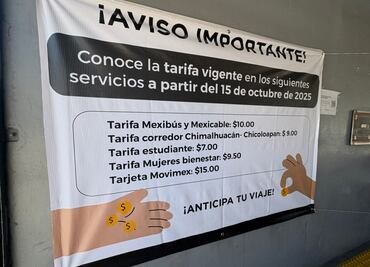 ¡AVISO IMPORTANTE!
Conoce la tarifa vigente en los siguientes
servicios a partir del 15 de octubre de 2025
Tarifa Mexibús y Mexicable: $10.00
Tarifa corredor Chimalhuacán- Chicoloapan: $ 9.00
Tarifa estudiante: $7.00
Tarifa Mujeres bienestar: $9.50
Tarjeta Movimex: $15.00
¡ANTICIPA TU VIAJE!